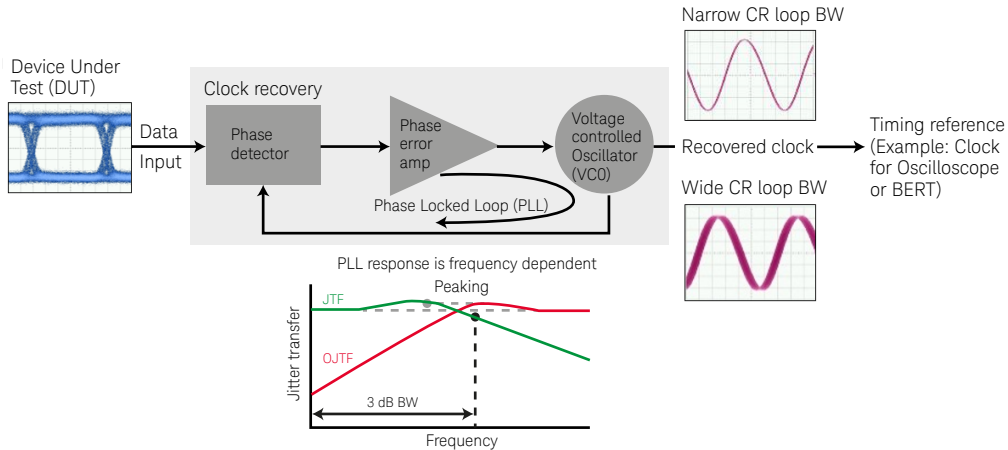 Narrow CR loop BW
Device Under
Test (DUT)
Clock recovery
Data
Input
Phase
detector
Phase
error
amp
Voltage
controlled
Oscillator
(VC0)
Recovered clock
Timing reference
(Example: Clock
for Oscilloscope
or BERT)
Phase Locked Loop (PLL)
Wide CR loop BW
PLL response is frequency dependent
Peaking
JTF
OJTF
Jitter transfer
3 dB BW
Frequency